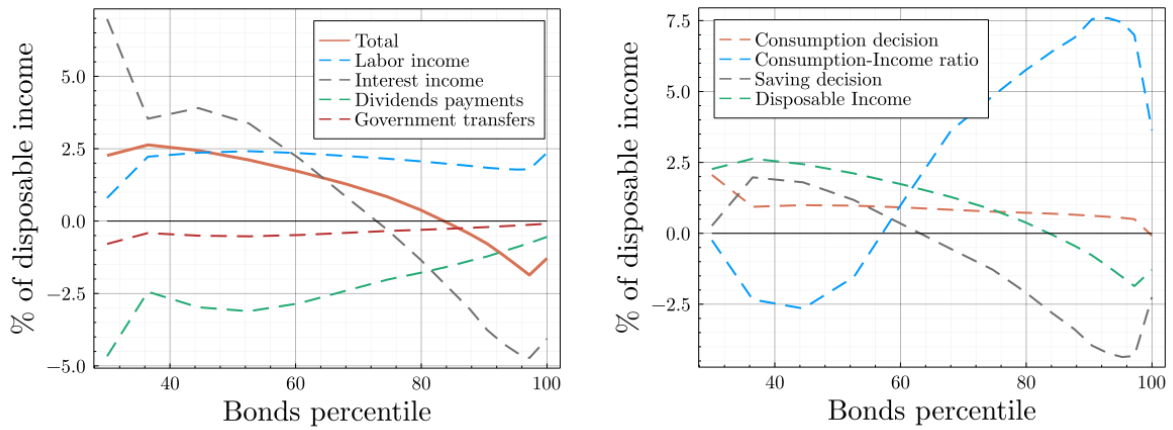 % of disposable income
5.0
2.5
0.0
−2.5
−5.0
Total
Labor income
Interest income
Dividends payments
Government transfers
40
60
80
100
Bonds percentile
% of disposable income
7.5
5.0
2.5
0.0
−2.5
Consumption decision
Consumption-Income ratio
Saving decision
Disposable Income
40
60
80
100
Bonds percentile